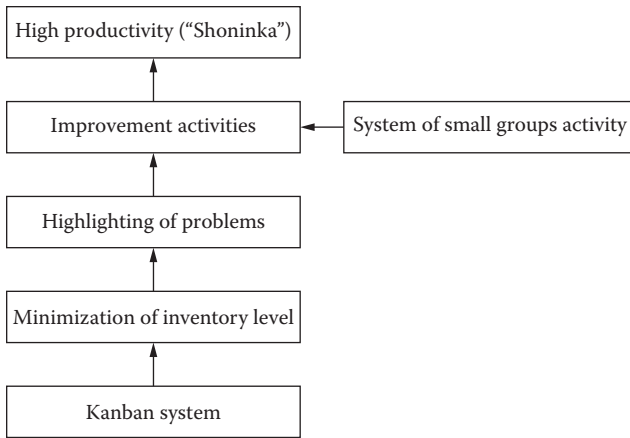 High productivity (“Shoninka”)
Improvement activities
System of small groups activity
Highlighting of problems
Minimization of inventory level
Kanban system